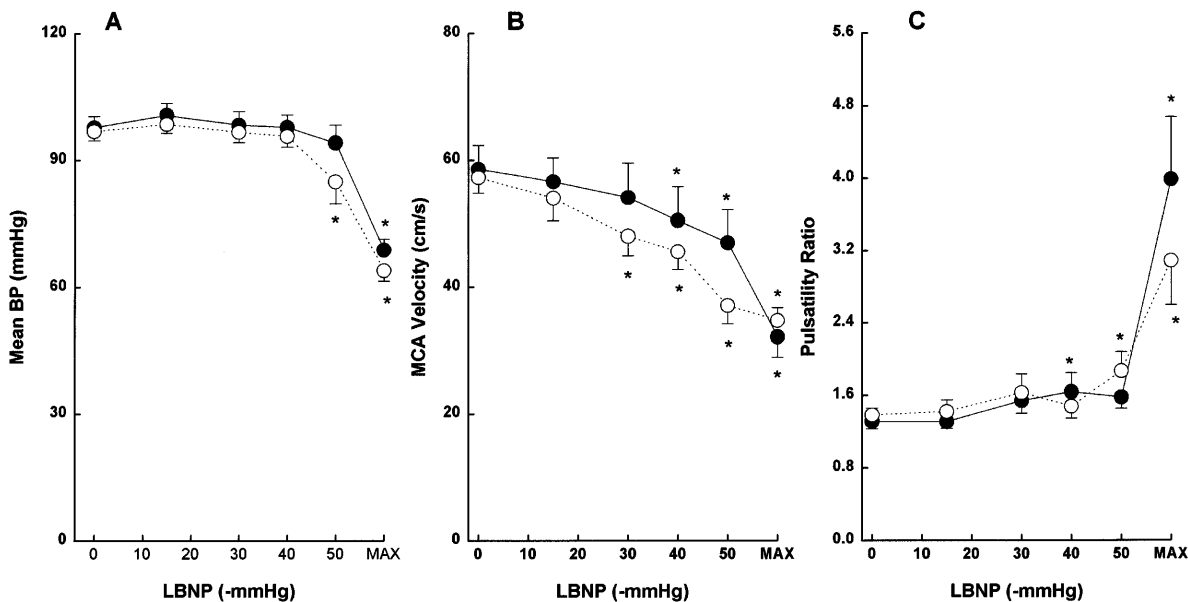 A
B
C
120
90
60
30
0
Mean BP (mmHg)
*
*
*
0 10 20 30 40 50 MAX
LBNP (-mmHg)
80
60
40
20
0
MCA Velocity (cm/s)
* * *
* * * *
0 10 20 30 40 50 MAX
LBNP (-mmHg)
5.6
4.8
4.0
3.2
2.4
1.6
0.8
0.0
Pulsatility Ratio
*
*
* *
0 10 20 30 40 50 MAX
LBNP (-mmHg)